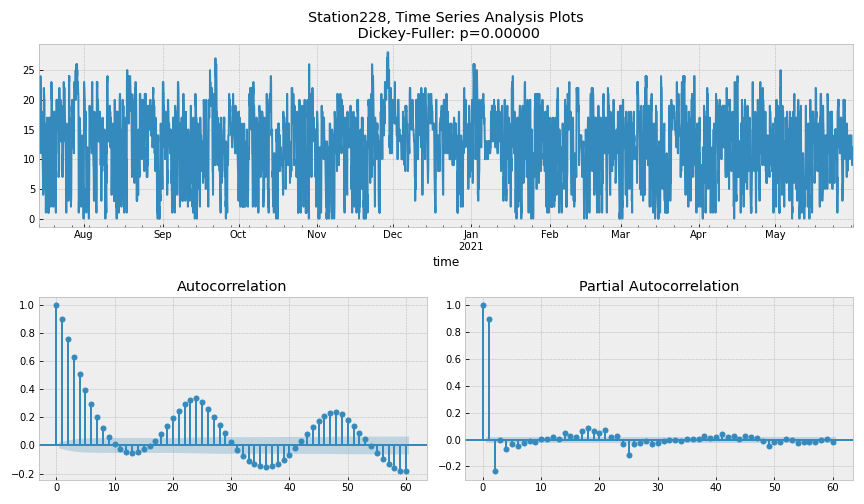 Station228, Time Series Analysis Plots
Dickey-Fuller: p=0.00000
25
20
15
10
5
0
Aug Sep Oct Nov Dec Jan Feb Mar Apr May
2021
time
Autocorrelation Partial Autocorrelation
1.0 1.0
0.8 0.8
0.6 0.6
0.4 0.4
0.2 0.2
0.0 0.0
−0.2 −0.2
0 10 20 30 40 50 60 0 10 20 30 40 50 60